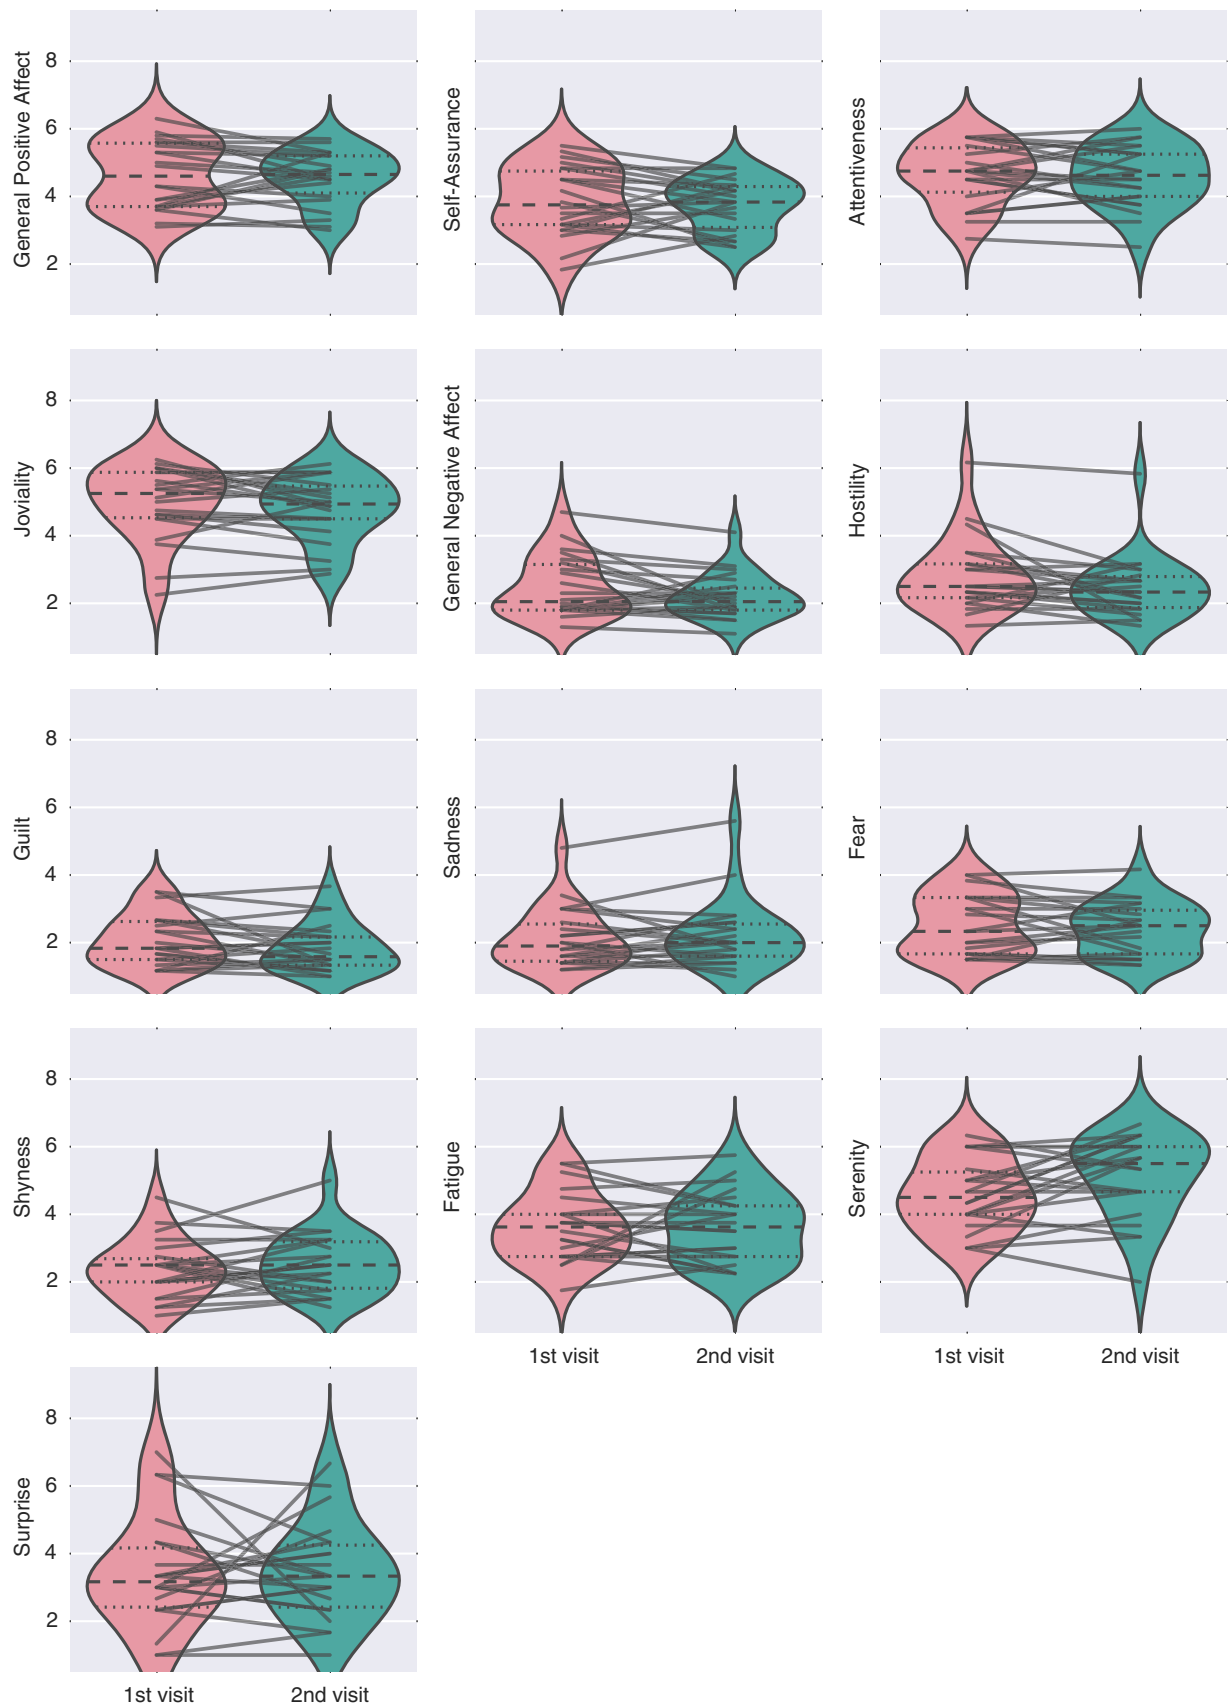 General Positive Affect
8
6
4
2
Self-Assurance
Attentiveness
Joviality
8
6
4
2
General Negative Affect
Hostility
Guilt
8
6
4
2
Sadness
Fear
Shyness
8
6
4
2
Fatigue
1st visit 2nd visit
Serenity
1st visit 2nd visit
Surprise
8
6
4
2
1st visit 2nd visit